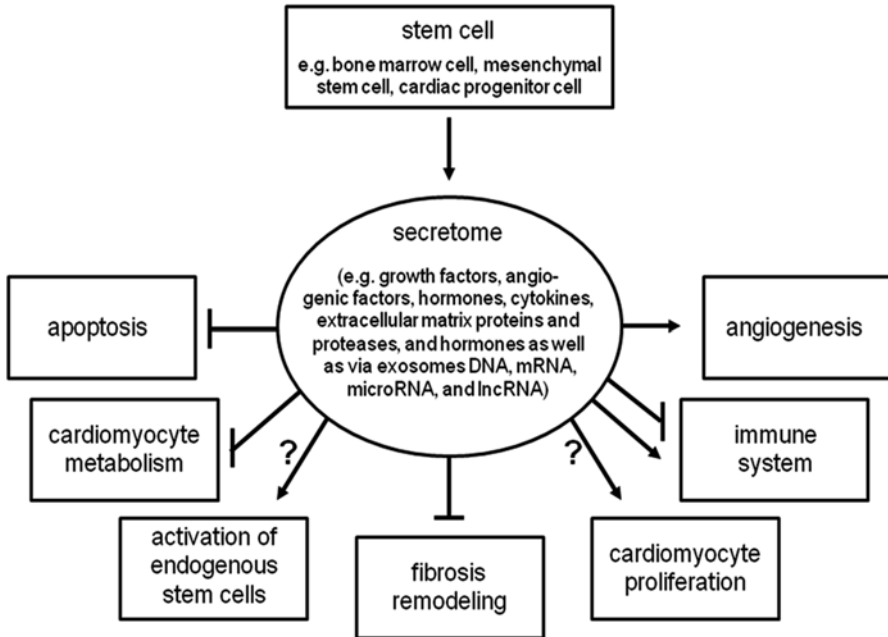 stem cell
e.g. bone marrow cell, mesenchymal
stem cell, cardiac progenitor cell
secretome
(e.g. growth factors, angio-
genic factors, hormones, cytokines,
extracellular matrix proteins and
proteases, and hormones as well
as via exosomes DNA, mRNA,
microRNA, and lncRNA)
apoptosis
angiogenesis
cardiomyocyte
metabolism
?
?
immune
system
activation of
endogenous
stem cells
fibrosis
remodeling
cardiomyocyte
proliferation